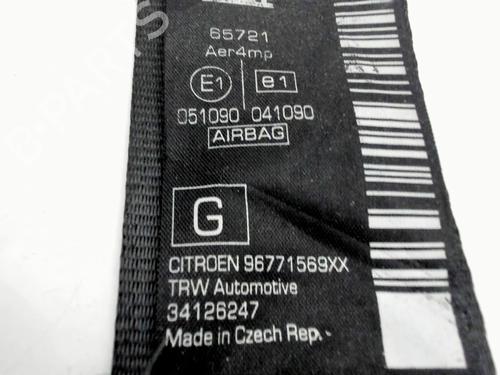 65721
Aer4mp
E1 e1
051090 041090
AIRBAG
G
CITROEN 96771569XX
TRW Automotive
34126247
Made in Czech Rep.